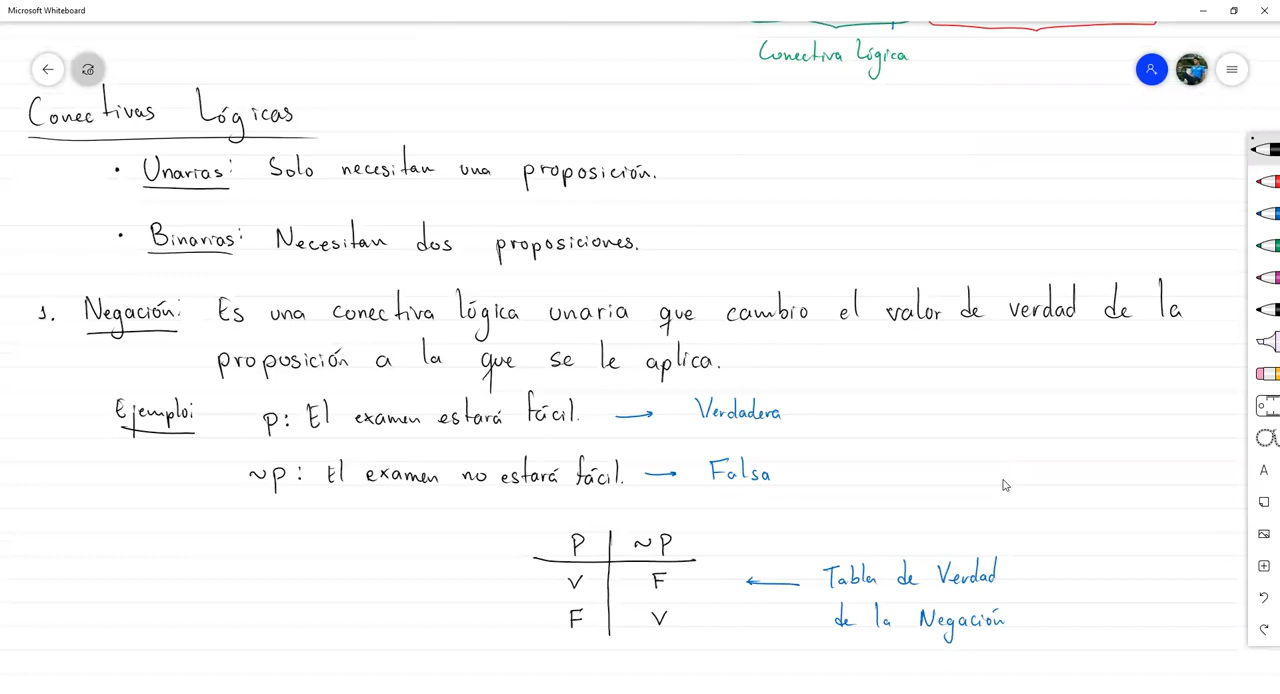 Microsoft Whiteboard
Conectiva Lógica
Conectivas Lógicas
· Unarias: Solo necesitan una proposición.
· Binarias: Necesitan dos proposiciones.
1. Negación: Es una conectiva lógica unaria que cambio el valor de verdad de la
proposición a la que se le aplica.
Ejemplo: p: El examen estará fácil. → Verdadera
~p: El examen no estará fácil. → Falsa
P | ~P
V | F ← Tabla de Verdad
F | V de la Negación